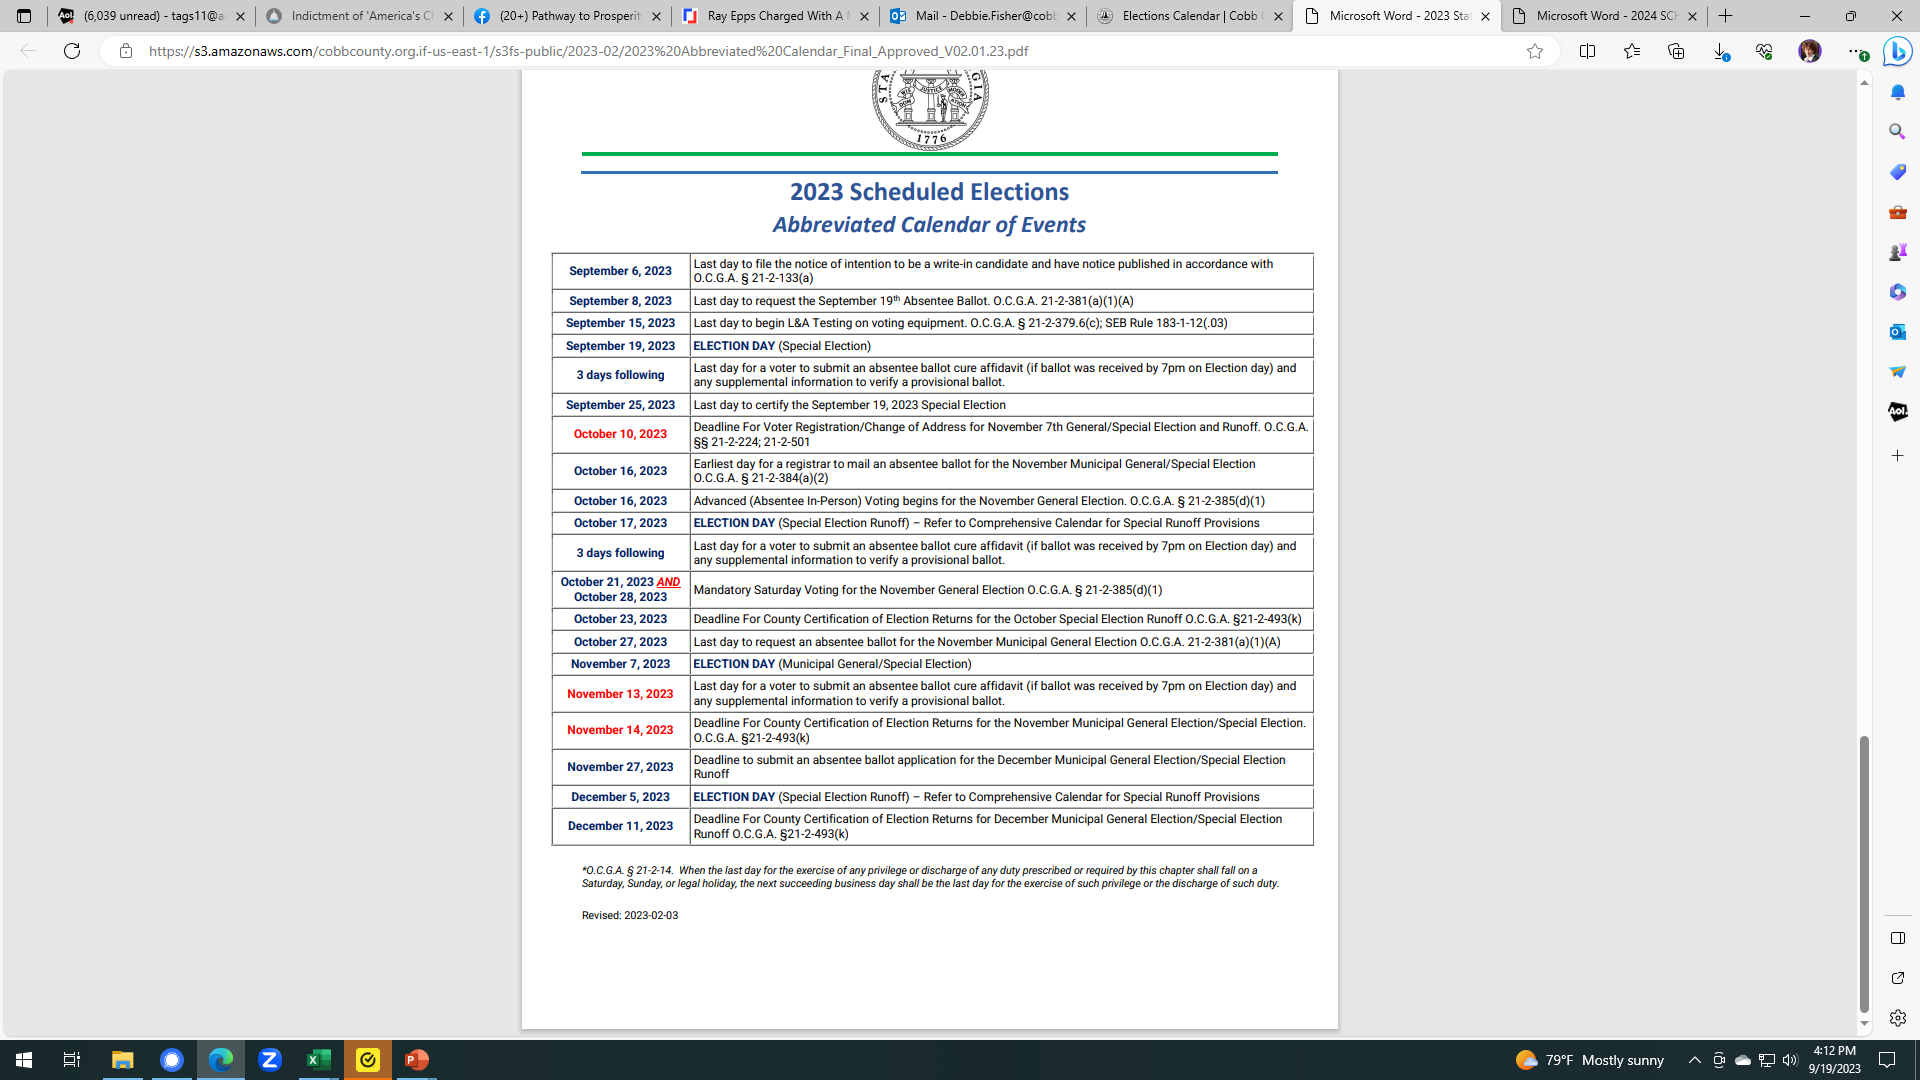 (6,039 unread) - tags11@a
Indictment of 'America's C
(20+) Pathway to Prosperit
Ray Epps Charged With A
Mail - Debbie.Fisher@cobb
Elections Calendar | Cobb
Microsoft Word - 2023 Sta
Microsoft Word - 2024 SCH
https://s3.amazonaws.com/cobbcounty.org.if-us-east-1/s3fs-public/2023-02/2023%20Abbreviated%20Calendar_Final_Approved_V02.01.23.pdf
1776
2023 Scheduled Elections
Abbreviated Calendar of Events
September 6, 2023 Last day to file the notice of intention to be a write-in candidate and have notice published in accordance with
O.C.G.A. § 21-2-133(a)
September 8, 2023 Last day to request the September 19th Absentee Ballot. O.C.G.A. 21-2-381(a)(1)(A)
September 15, 2023 Last day to begin L&A Testing on voting equipment. O.C.G.A. § 21-2-379.6(c); SEB Rule 183-1-12(.03)
September 19, 2023 ELECTION DAY (Special Election)
3 days following Last day for a voter to submit an absentee ballot cure affidavit (if ballot was received by 7pm on Election day) and
any supplemental information to verify a provisional ballot.
September 25, 2023 Last day to certify the September 19, 2023 Special Election
October 10, 2023 Deadline For Voter Registration/Change of Address for November 7th General/Special Election and Runoff. O.C.G.A.
§§ 21-2-224; 21-2-501
October 16, 2023 Earliest day for a registrar to mail an absentee ballot for the November Municipal General/Special Election
O.C.G.A. § 21-2-384(a)(2)
October 16, 2023 Advanced (Absentee In-Person) Voting begins for the November General Election. O.C.G.A. § 21-2-385(d)(1)
October 17, 2023 ELECTION DAY (Special Election Runoff) – Refer to Comprehensive Calendar for Special Runoff Provisions
3 days following Last day for a voter to submit an absentee ballot cure affidavit (if ballot was received by 7pm on Election day) and
any supplemental information to verify a provisional ballot.
October 21, 2023 AND
October 28, 2023 Mandatory Saturday Voting for the November General Election O.C.G.A. § 21-2-385(d)(1)
October 23, 2023 Deadline For County Certification of Election Returns for the October Special Election Runoff O.C.G.A. §21-2-493(k)
October 27, 2023 Last day to request an absentee ballot for the November Municipal General Election O.C.G.A. 21-2-381(a)(1)(A)
November 7, 2023 ELECTION DAY (Municipal General/Special Election)
November 13, 2023 Last day for a voter to submit an absentee ballot cure affidavit (if ballot was received by 7pm on Election day) and
any supplemental information to verify a provisional ballot.
November 14, 2023 Deadline For County Certification of Election Returns for the November Municipal General Election/Special Election.
O.C.G.A. §21-2-493(k)
November 27, 2023 Deadline to submit an absentee ballot application for the December Municipal General Election/Special Election
Runoff
December 5, 2023 ELECTION DAY (Special Election Runoff) – Refer to Comprehensive Calendar for Special Runoff Provisions
December 11, 2023 Deadline For County Certification of Election Returns for December Municipal General Election/Special Election
Runoff O.C.G.A. §21-2-493(k)
*O.C.G.A. § 21-2-14. When the last day for the exercise of any privilege or discharge of any duty prescribed or required by this chapter shall fall on a
Saturday, Sunday, or legal holiday, the next succeeding business day shall be the last day for the exercise of such privilege or the discharge of such duty.
Revised: 2023-02-03
79°F Mostly sunny
4:12 PM
9/19/2023